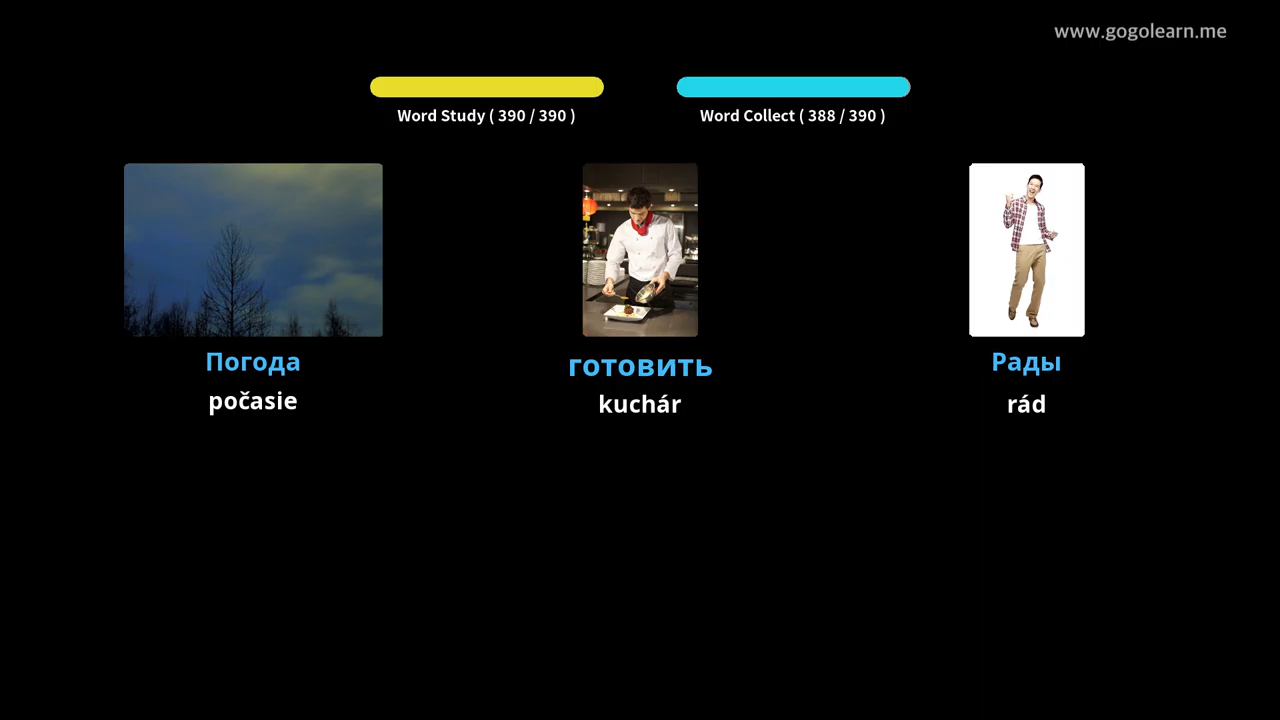 www.gogolearn.me
Word Study ( 390 / 390 )
Word Collect ( 388 / 390 )
Погода
готовить
Рады
počasie
kuchár
rád